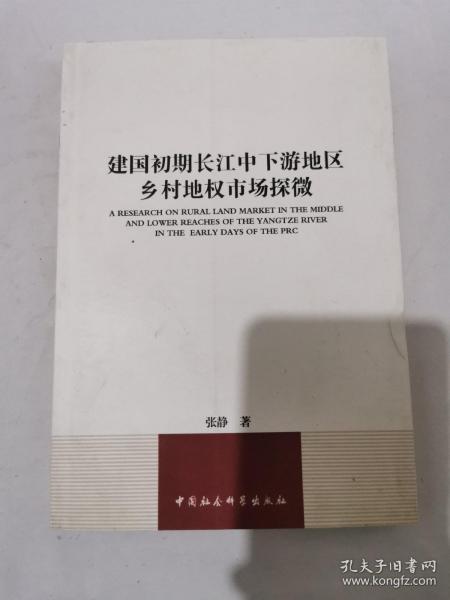 建国初期长江中下游地区
乡村地权市场探微
A RESEARCH ON RURAL LAND MARKET IN THE MIDDLE
AND LOWER REACHES OF THE YANGTZE RIVER
IN THE EARLY DAYS OF THE PRC
张静 著
中国社会科学出版社
孔夫子旧书网
www.kongfz.com